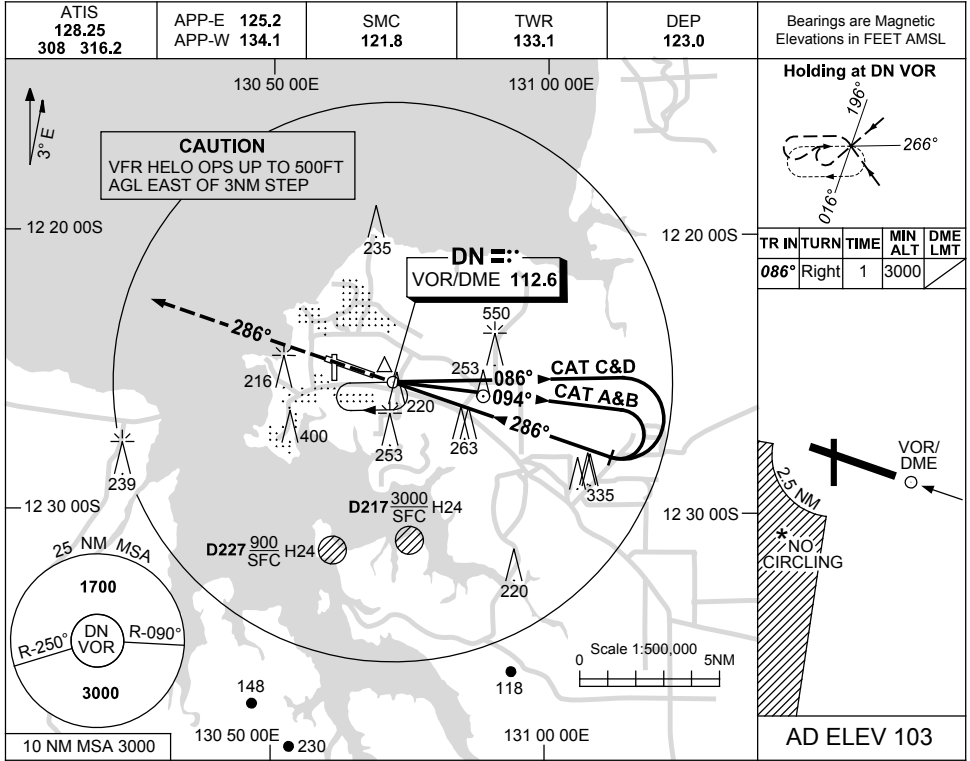 ATIS
128.25
308 316.2
APP-E 125.2
APP-W 134.1
SMC
121.8
TWR
133.1
DEP
123.0
Bearings are Magnetic
Elevations in FEET AMSL
130 50 00E
131 00 00E
3° E
CAUTION
VFR HELO OPS UP TO 500FT
AGL EAST OF 3NM STEP
12 20 00S
12 20 00S
235
DN
VOR/DME 112.6
550
286°
216
253
086°
CAT C&D
094°
CAT A&B
220
286°
400
253
263
239
335
D217 3000
SFC H24
12 30 00S
12 30 00S
D227 900
SFC H24
220
25 NM MSA
1700
DN
VOR
R-250°
R-090°
3000
10 NM MSA 3000
148
230
118
Scale 1:500,000
0
5NM
130 50 00E
131 00 00E
Holding at DN VOR
196°
266°
016°
TR IN
TURN
TIME
MIN
ALT
DME
LMT
086°
Right
1
3000
VOR/
DME
2.5 NM
*NO
CIRCLING
AD ELEV 103